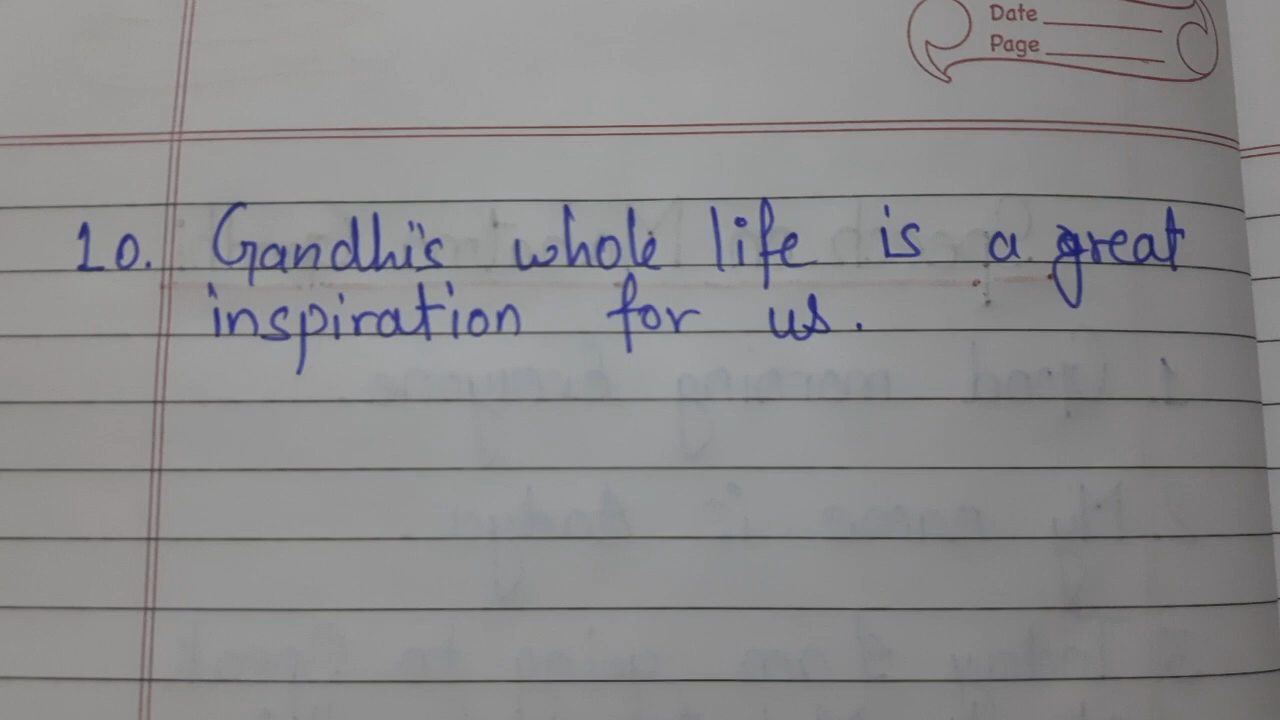 Date
Page
10. Gandhi's whole life is a great
inspiration for us.